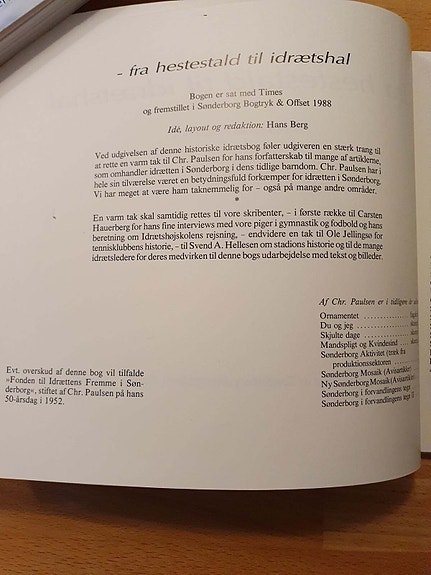 - fra hestestald til idrætshal
Bogen er sat med Times
og fremstillet i Sønderborg Bogtryk & Offset 1988
Idé, layout og redaktion: Hans Berg
Ved udgivelsen af denne historiske idrætsbog føler udgiveren en stærk trang til
at rette en varm tak til Chr. Paulsen for hans forfatterskab til mange af artiklerne,
som omhandler idrætten i Sønderborg i dens tidlige barndom. Chr. Paulsen har i
hele sin tilværelse været en betydningsfuld forkæmper for idrætten i Sønderborg.
Vi har meget at være ham taknemmelig for – også på mange andre områder.
*
En varm tak skal samtidig rettes til vore skribenter, – i første række til Carsten
Hauerberg for hans fine interviews med vore piger i gymnastik og fodbold og hans
beretning om Idrætshøjskolens rejsning, – endvidere en tak til Ole Jellingsø for
tennisklubbens historie, – til Svend A. Hellesen om stadions historie og til de mange
idrætsledere for deres medvirken til denne bogs udarbejdelse med tekst og billeder.
Af Chr. Paulsen er i tidligere
Ornamentet
Du og jeg
Skjulte dage
Mandspligt og Kvindesind
Sønderborg Aktivitet (træk fra
produktionssektoren
Sønderborg Mosaik (Avisartikler)
Ny Sønderborg Mosaik (Avisartikler)
Sønderborg i forvandlingens tegn
Sønderborg i forvandlingens tegn II
Evt. overskud af denne bog vil tilfalde
»Fonden til Idrættens Fremme i Søn-
derborg«, stiftet af Chr. Paulsen på hans
50-årsdag i 1952.